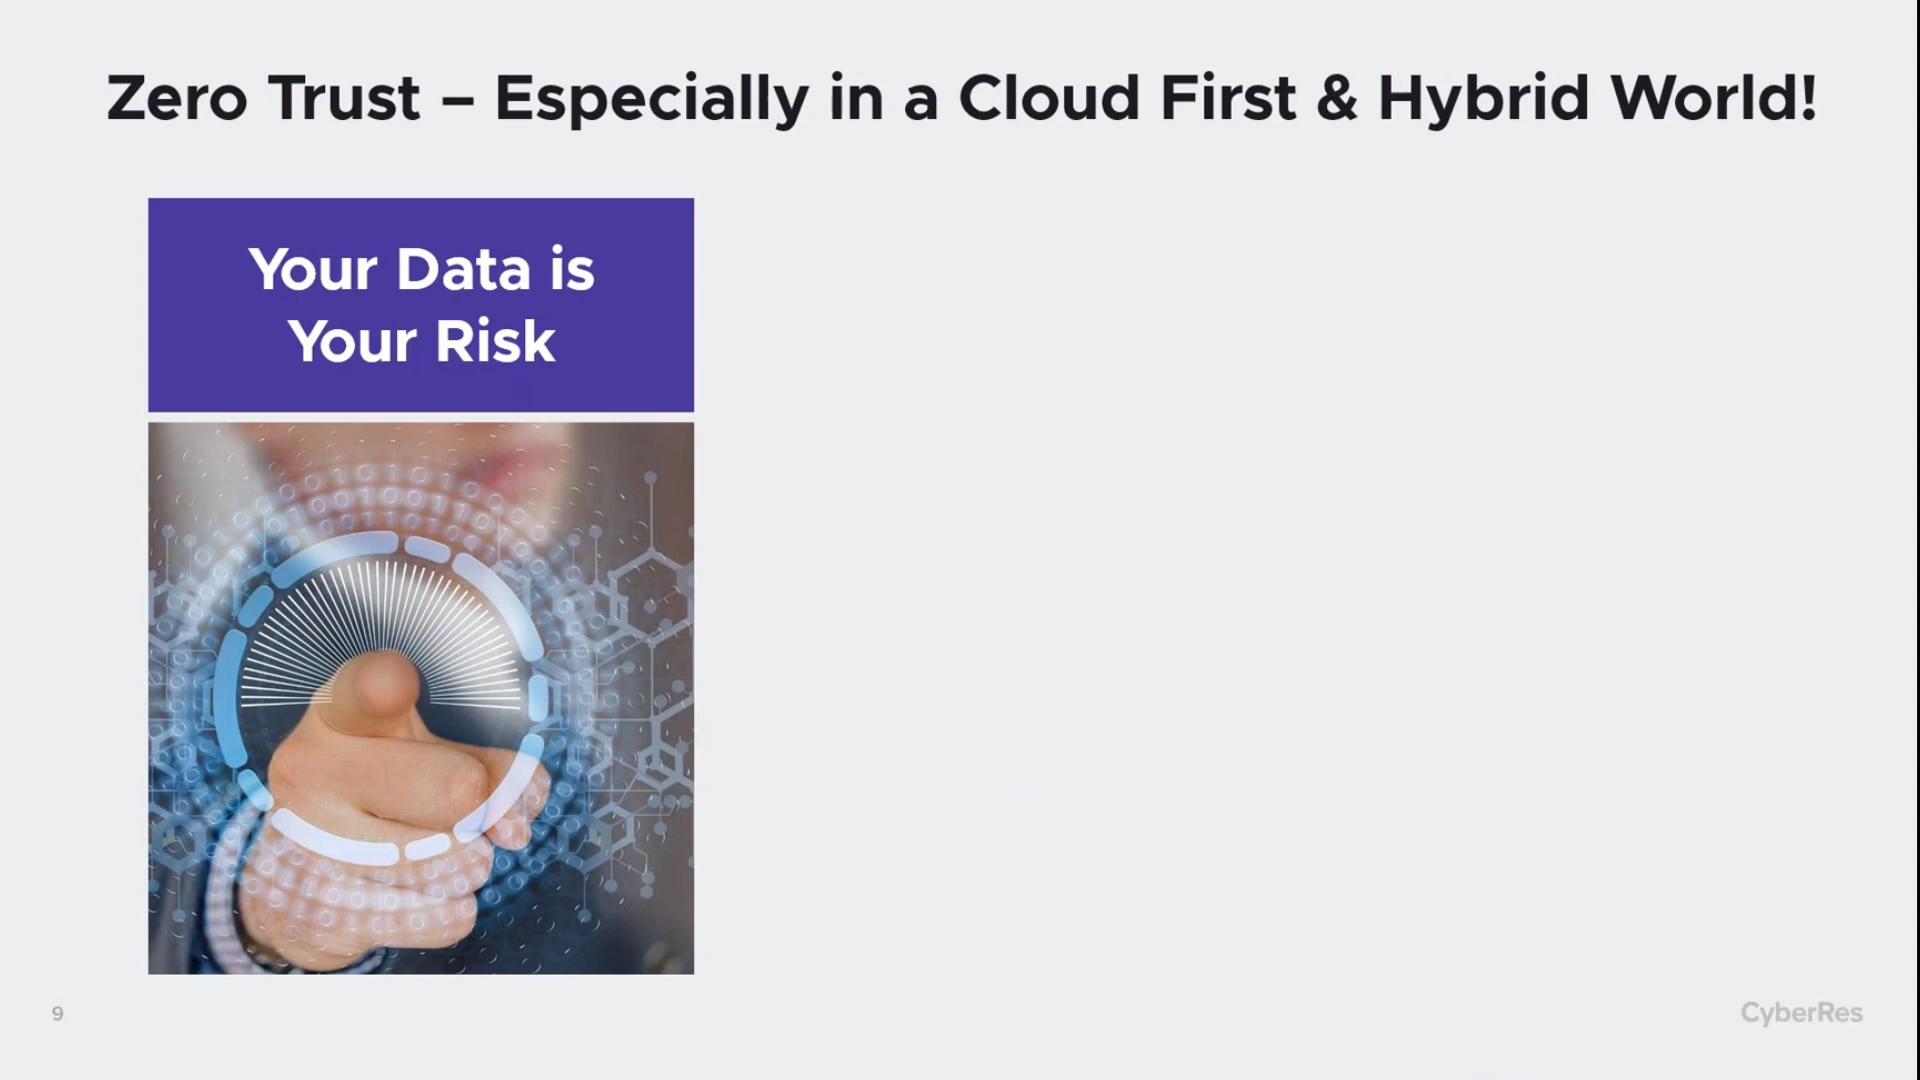 Zero Trust – Especially in a Cloud First & Hybrid World!
Your Data is
Your Risk
9
CyberRes